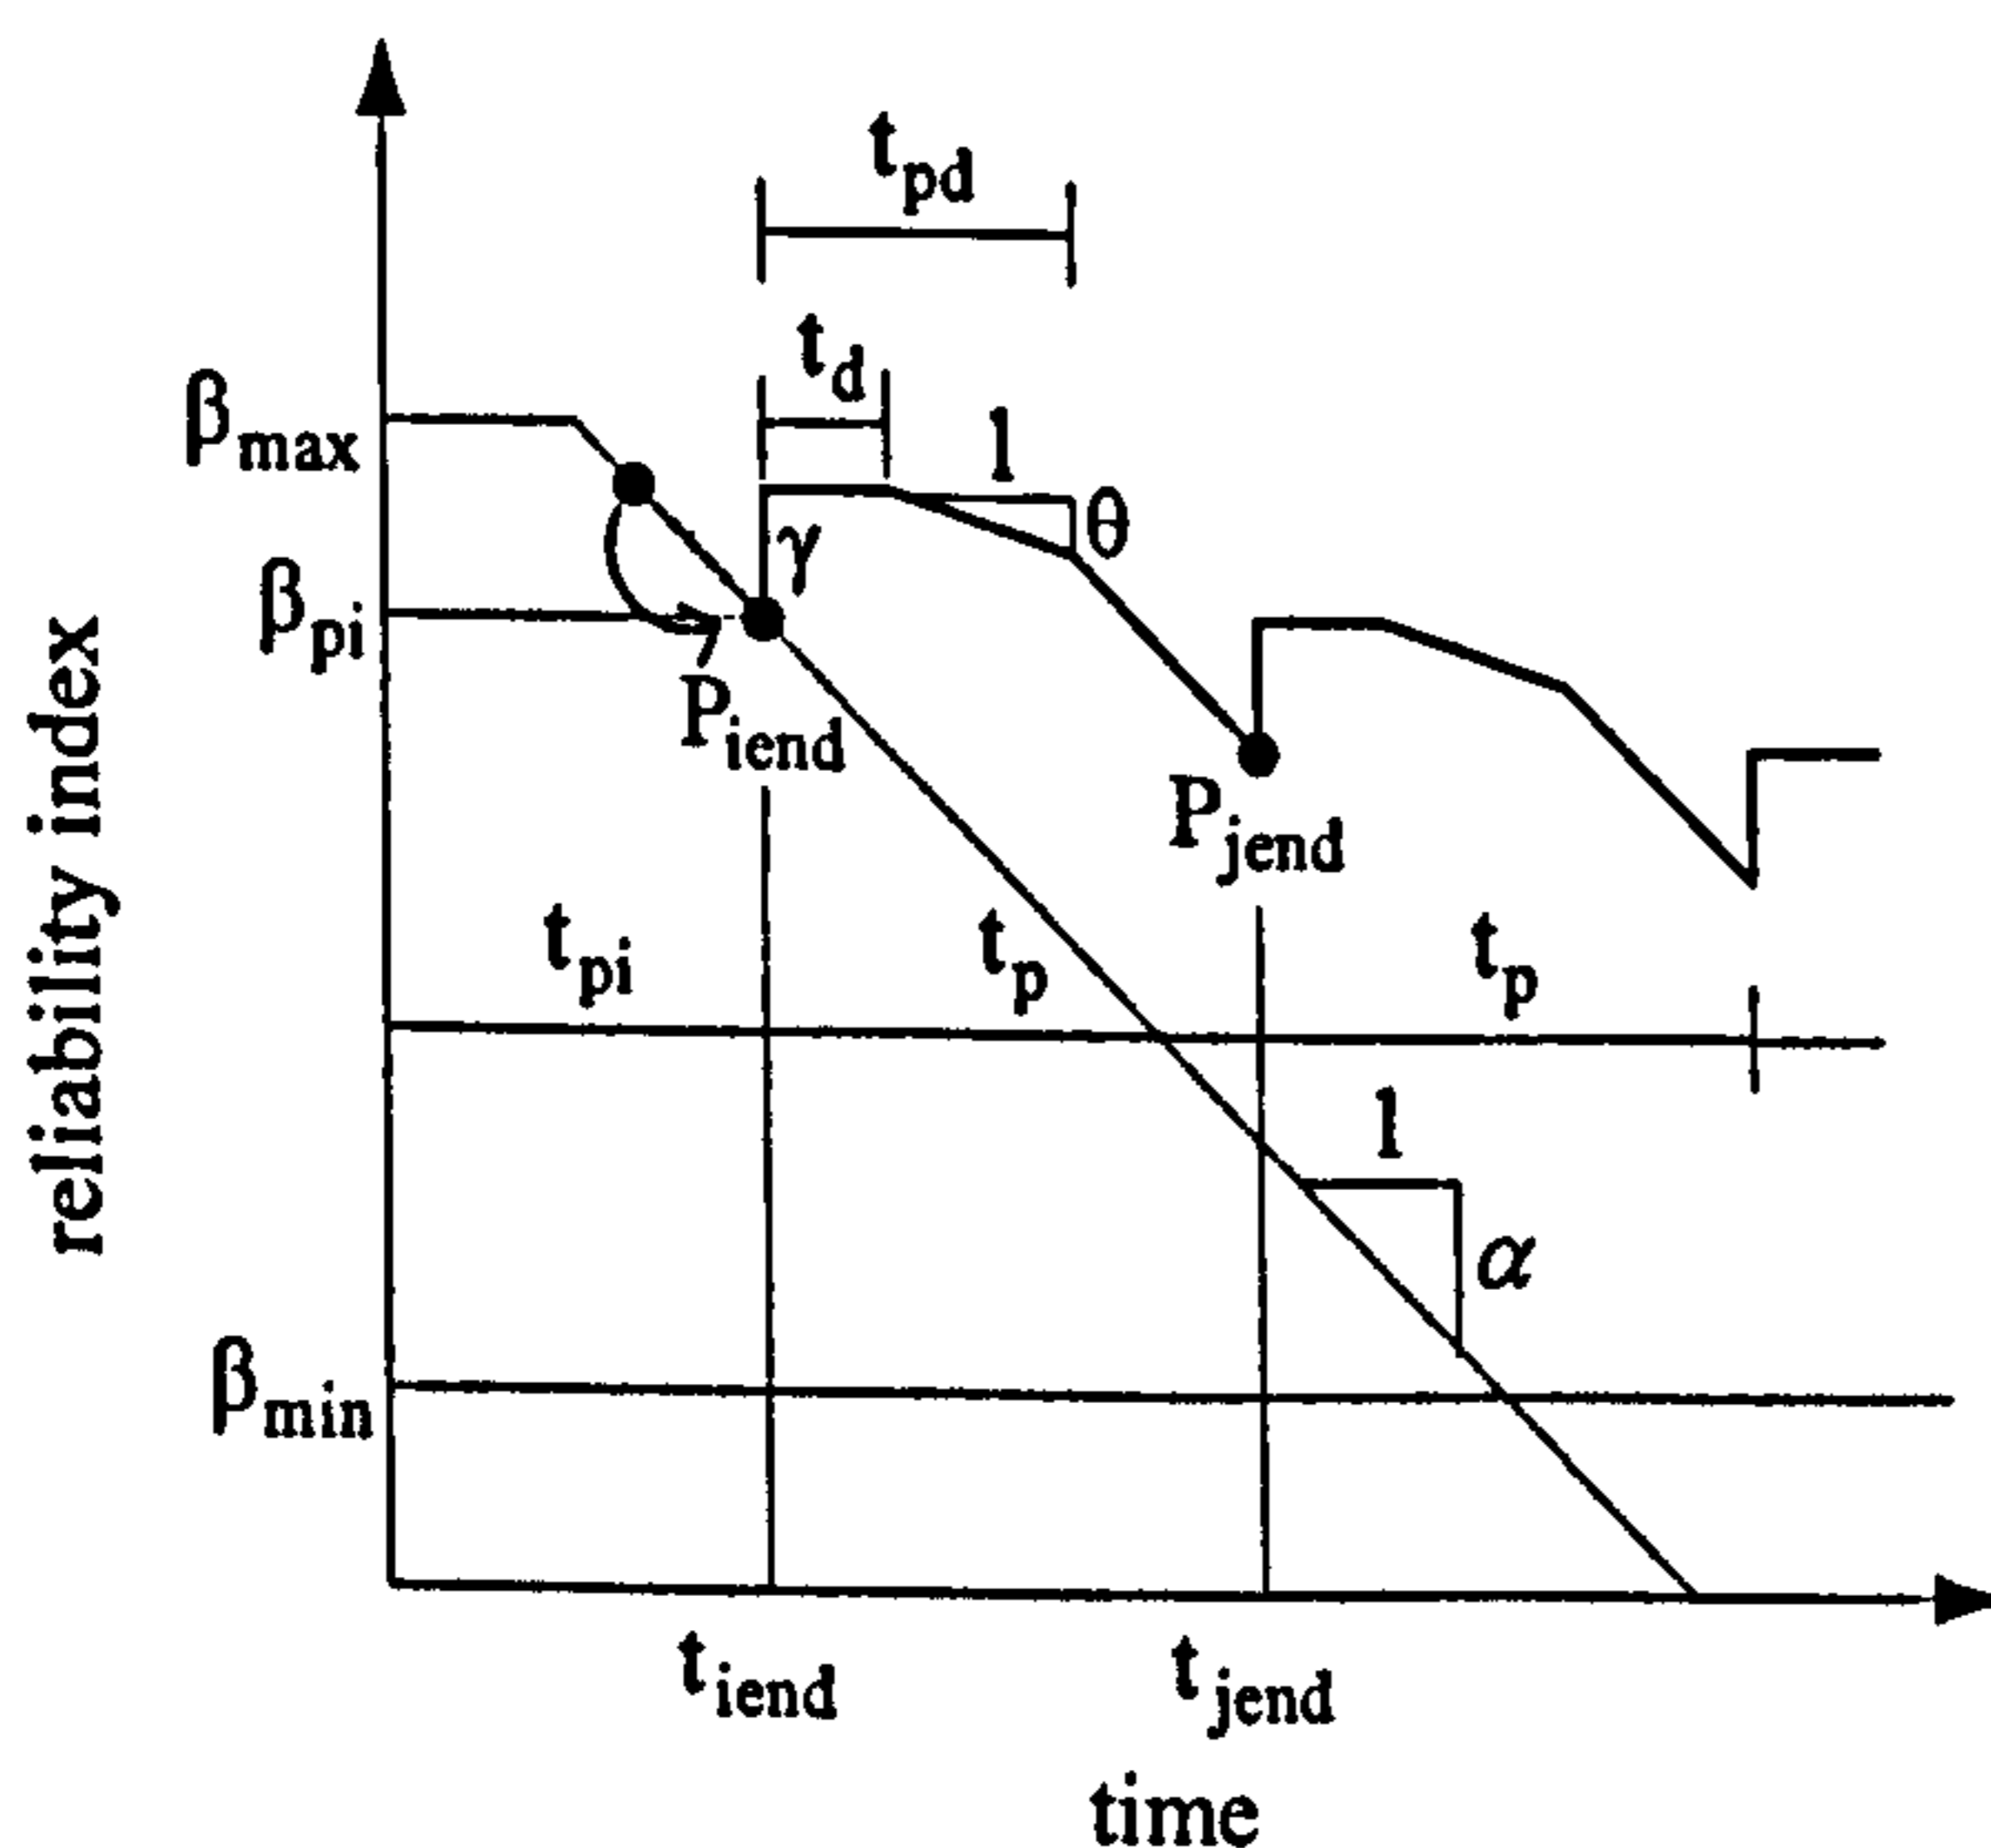 t_pd
t_d
1
β_max
θ
γ
β_pi
P_iend
P_jend
reliability index
t_pi
t_p
t_p
1
α
β_min
t_iend
t_jend
time